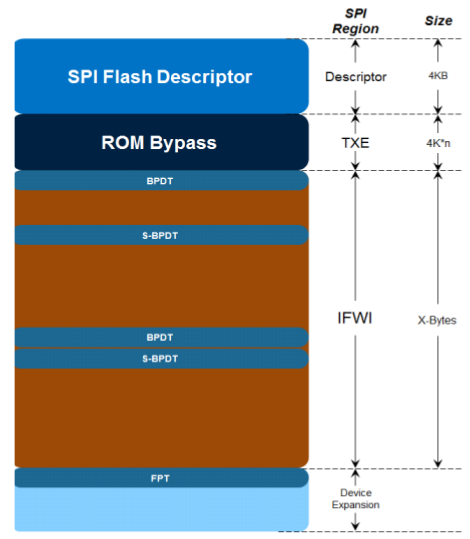 SPI
Region
Size
SPI Flash Descriptor
Descriptor
4KB
ROM Bypass
TXE
4K*n
BPDT
S-BPDT
IFWI
X-Bytes
BPDT
S-BPDT
FPT
Device
Expansion